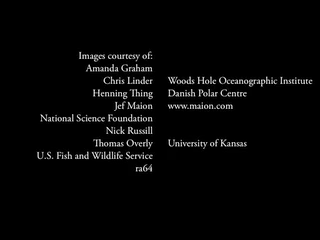 Images courtesy of:
Amanda Graham
Chris Linder Woods Hole Oceanographic Institute
Henning Thing Danish Polar Centre
Jef Maion www.maion.com
National Science Foundation
Nick Russill
Thomas Overly University of Kansas
U.S. Fish and Wildlife Service
ra64